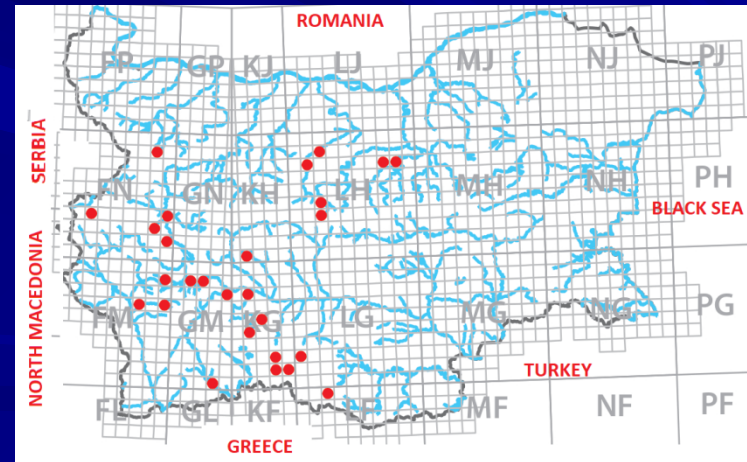 ROMANIA
FP GP KJ LJ MJ NJ PJ
SERBIA
FN GN KH LH MH NH PH
BLACK SEA
NORTH MACEDONIA
FM GM KG LG MG NG PG
TURKEY
FL GL KF LF MF NF PF
GREECE